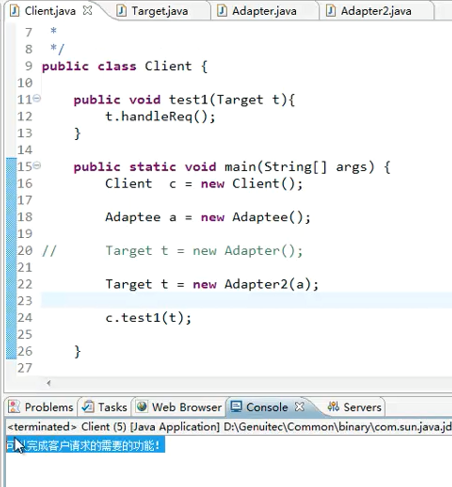 Client.java
Target.java
Adapter.java
Adapter2.java
7 *
8 */
9 public class Client {
10
11 public void test1(Target t){
12 t.handleReq();
13 }
14
15 public static void main(String[] args) {
16 Client c = new Client();
17
18 Adaptee a = new Adaptee();
19
20 // Target t = new Adapter();
21
22 Target t = new Adapter2(a);
23
24 c.test1(t);
25
26 }
27
Problems Tasks Web Browser Console Servers
<terminated> Client (5) [Java Application] D:\Genuitec\Common\binary\com.sun.java.jd
可以完成客户请求的需要的功能!